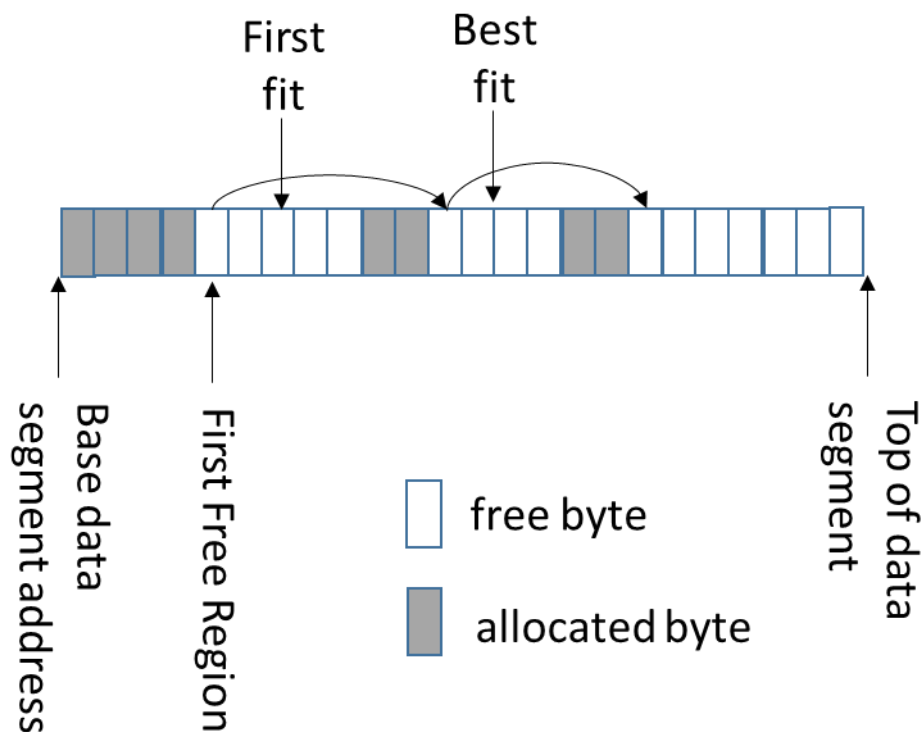 First
fit
Best
fit
Base data
segment address
First Free Region
Top of data
segment
free byte
allocated byte